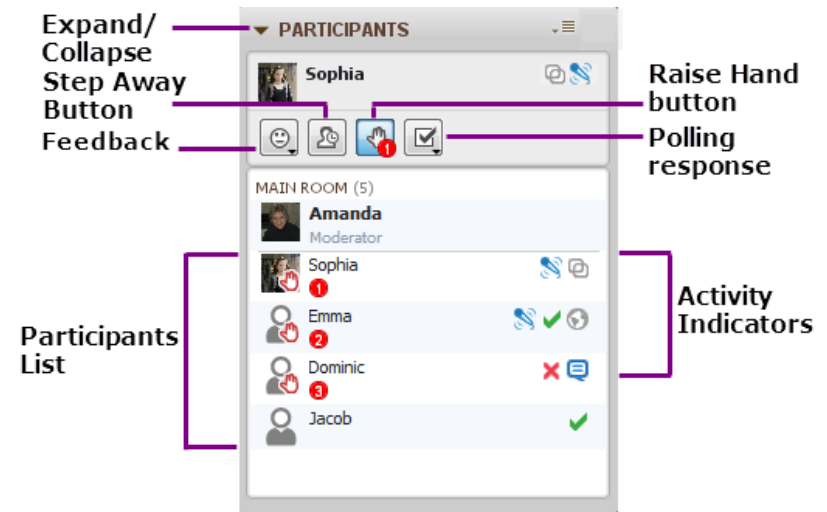 Expand/
Collapse
Step Away
Button
Feedback
PARTICIPANTS
Sophia
1
Raise Hand
button
Polling
response
MAIN ROOM (5)
Amanda
Moderator
Sophia
1
Emma
2
Dominic
3
Jacob
Participants
List
Activity
Indicators